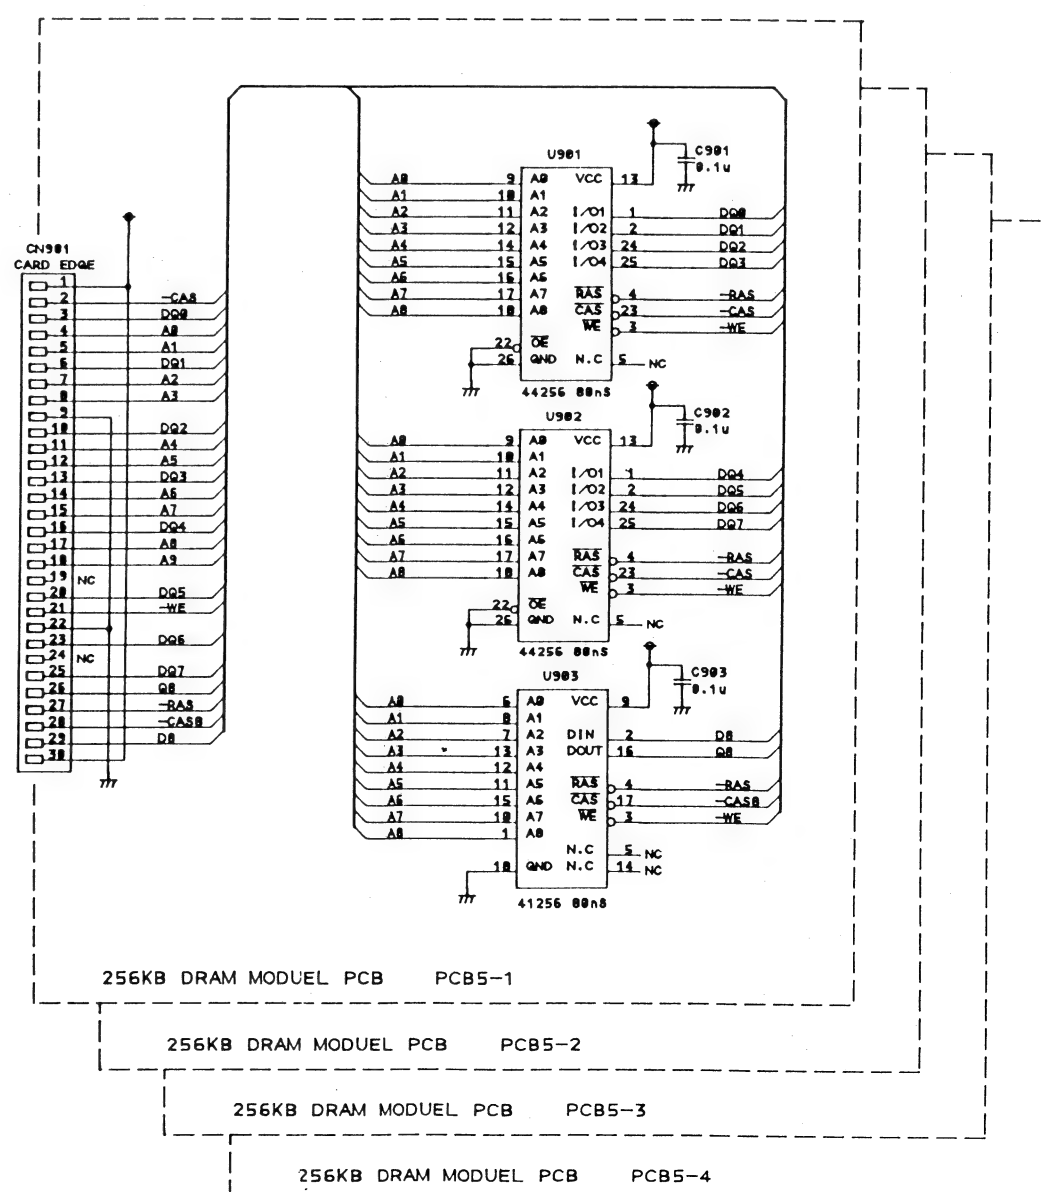 CN901
CARD EDGE
1
2 -CAS
3 DQ0
4 A0
5 A1
6 DQ1
7 A2
8 A3
9
10 DQ2
11 A4
12 A5
13 DQ3
14 A6
15 A7
16 DQ4
17 A8
18 A9
19 NC
20 DQ5
21 -WE
22
23 DQ6
24 NC
25 DQ7
26 Q8
27 -RAS
28 -CAS8
29 D8
30
U901
C901
0.1u
A0 9 A0 VCC 13
A1 10 A1
A2 11 A2 I/O1 1 DQ0
A3 12 A3 I/O2 2 DQ1
A4 14 A4 I/O3 24 DQ2
A5 15 A5 I/O4 25 DQ3
A6 16 A6
A7 17 A7 RAS 4 -RAS
A8 18 A8 CAS 23 -CAS
WE 3 -WE
22 OE
26 GND N.C 5 NC
44256 80nS
U902
C902
0.1u
A0 9 A0 VCC 13
A1 10 A1
A2 11 A2 I/O1 1 DQ4
A3 12 A3 I/O2 2 DQ5
A4 14 A4 I/O3 24 DQ6
A5 15 A5 I/O4 25 DQ7
A6 16 A6
A7 17 A7 RAS 4 -RAS
A8 18 A8 CAS 23 -CAS
WE 3 -WE
22 OE
26 GND N.C 5 NC
44256 80nS
U903
C903
0.1u
A0 6 A0 VCC 9
A1 8 A1
A2 7 A2 DIN 2 D8
A3 13 A3 DOUT 16 Q8
A4 12 A4
A5 11 A5 RAS 4 -RAS
A6 15 A6 CAS 17 -CAS8
A7 10 A7 WE 3 -WE
A8 1 A8
N.C 5 NC
18 GND N.C 14 NC
41256 80nS
256KB DRAM MODUEL PCB PCB5-1
256KB DRAM MODUEL PCB PCB5-2
256KB DRAM MODUEL PCB PCB5-3
256KB DRAM MODUEL PCB PCB5-4